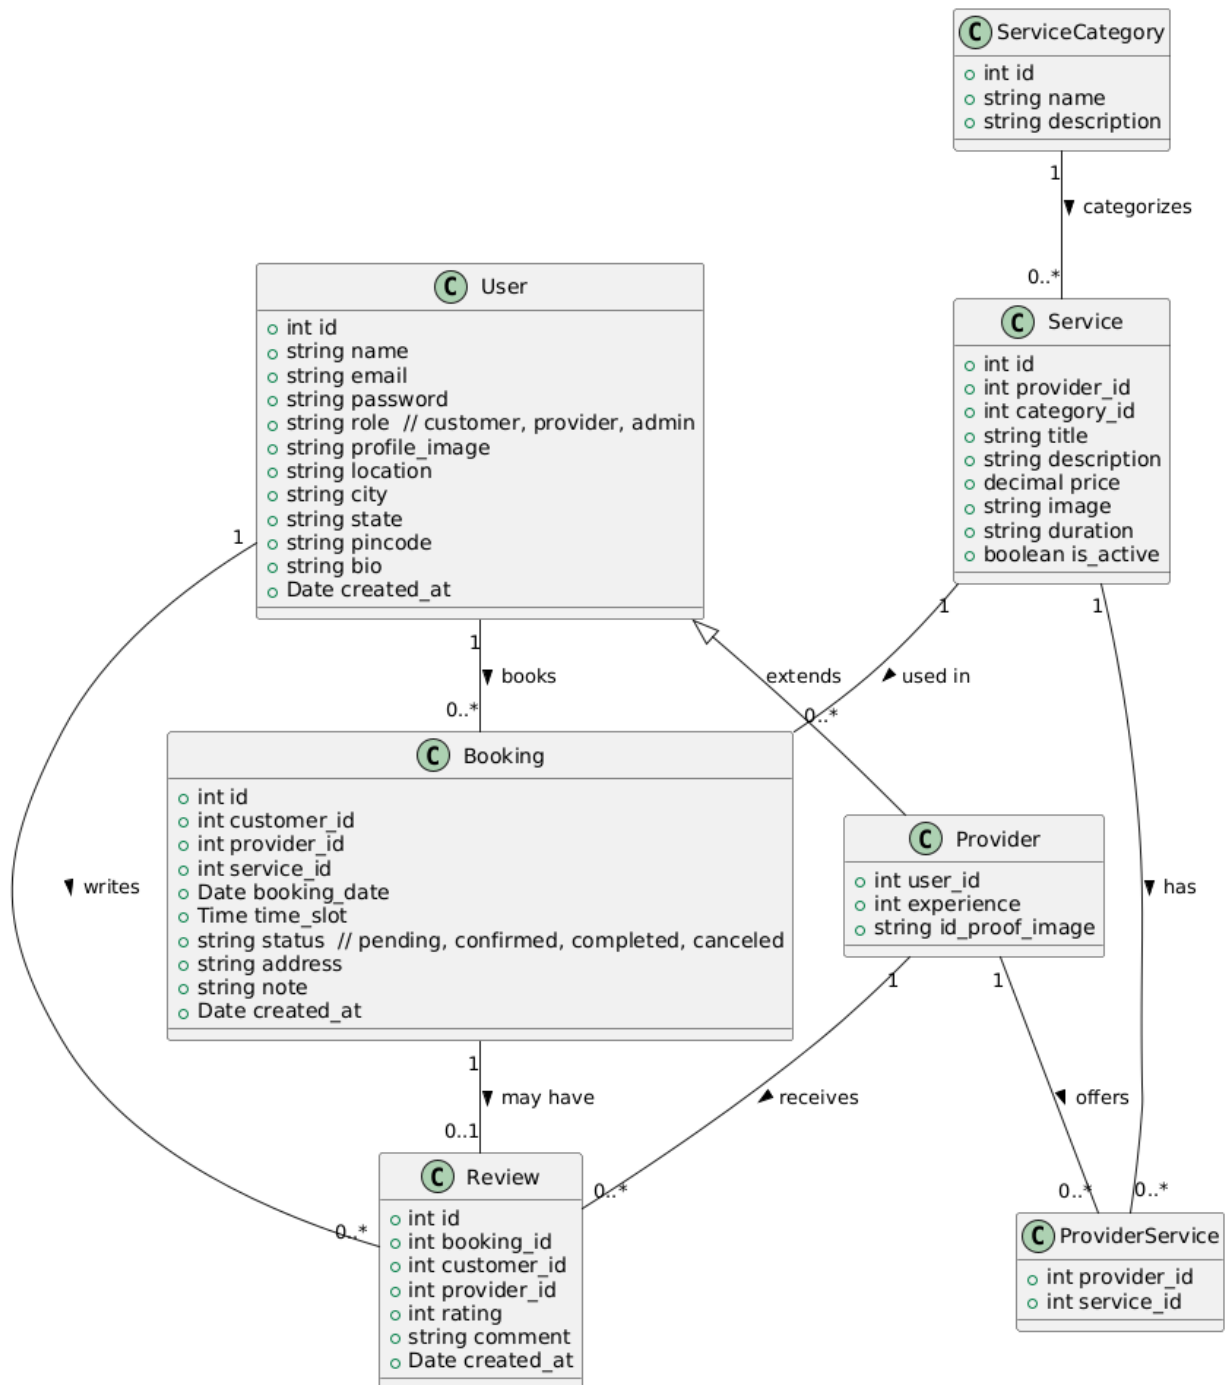 C ServiceCategory
int id
string name
string description
1
categorizes
0..*
C User
int id
string name
string email
string password
string role // customer, provider, admin
string profile_image
string location
string city
string state
string pincode
string bio
Date created_at
C Service
int id
int provider_id
int category_id
string title
string description
decimal price
string image
string duration
boolean is_active
1
1
books
0..*
extends
1
used in
0..*
1
has
0..*
C Booking
int id
int customer_id
int provider_id
int service_id
Date booking_date
Time time_slot
string status // pending, confirmed, completed, canceled
string address
string note
Date created_at
C Provider
int user_id
int experience
string id_proof_image
writes
0..*
1
may have
0..1
1
receives
0..*
1
offers
0..*
C Review
int id
int booking_id
int customer_id
int provider_id
int rating
string comment
Date created_at
C ProviderService
int provider_id
int service_id